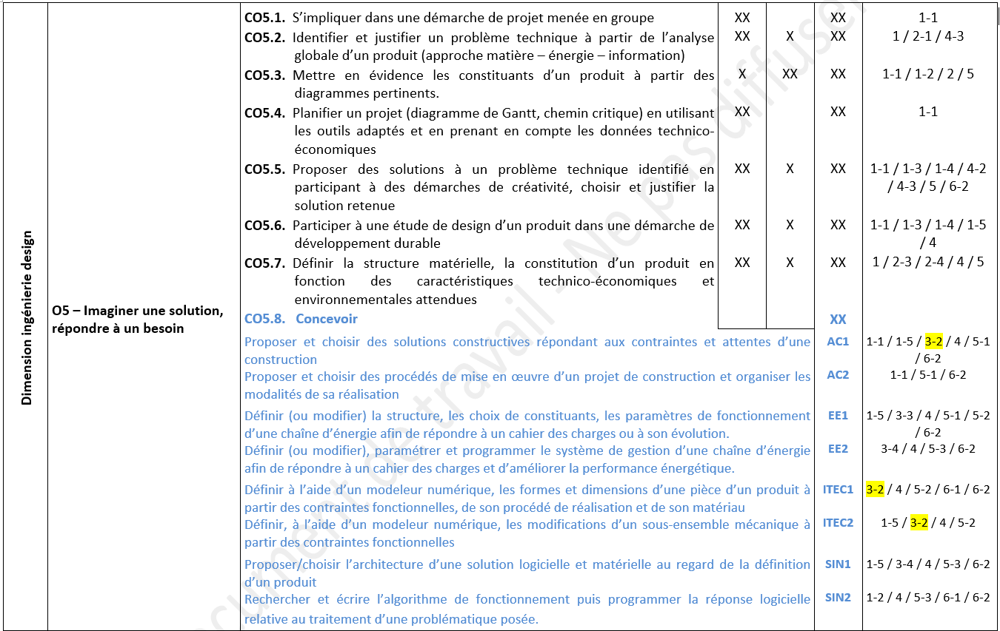 Dimension ingénierie design
O5 – Imaginer une solution,
répondre à un besoin
CO5.1. S'impliquer dans une démarche de projet menée en groupe XX XX 1-1
CO5.2. Identifier et justifier un problème technique à partir de l'analyse XX X XX 1 / 2-1 / 4-3
globale d'un produit (approche matière – énergie – information)
CO5.3. Mettre en évidence les constituants d'un produit à partir des X XX XX 1-1 / 1-2 / 2 / 5
diagrammes pertinents.
CO5.4. Planifier un projet (diagramme de Gantt, chemin critique) en utilisant XX XX 1-1
les outils adaptés et en prenant en compte les données technico-
économiques
CO5.5. Proposer des solutions à un problème technique identifié en XX X XX 1-1 / 1-3 / 1-4 / 4-2
participant à des démarches de créativité, choisir et justifier la / 4-3 / 5 / 6-2
solution retenue
CO5.6. Participer à une étude de design d'un produit dans une démarche de XX X XX 1-1 / 1-3 / 1-4 / 1-5
développement durable / 4
CO5.7. Définir la structure matérielle, la constitution d'un produit en XX X XX 1 / 2-3 / 2-4 / 4 / 5
fonction des caractéristiques technico-économiques et
environnementales attendues
CO5.8. Concevoir XX
Proposer et choisir des solutions constructives répondant aux contraintes et attentes d'une AC1 1-1 / 1-5 / 3-2 / 4 / 5-1
construction / 6-2
Proposer et choisir des procédés de mise en œuvre d'un projet de construction et organiser les AC2 1-1 / 5-1 / 6-2
modalités de sa réalisation
Définir (ou modifier) la structure, les choix de constituants, les paramètres de fonctionnement EE1 1-5 / 3-3 / 4 / 5-1 / 5-2
d'une chaîne d'énergie afin de répondre à un cahier des charges ou à son évolution. / 6-2
Définir (ou modifier), paramétrer et programmer le système de gestion d'une chaîne d'énergie EE2 3-4 / 4 / 5-3 / 6-2
afin de répondre à un cahier des charges et d'améliorer la performance énergétique.
Définir à l'aide d'un modeleur numérique, les formes et dimensions d'une pièce d'un produit à ITEC1 3-2 / 4 / 5-2 / 6-1 / 6-2
partir des contraintes fonctionnelles, de son procédé de réalisation et de son matériau
Définir, à l'aide d'un modeleur numérique, les modifications d'un sous-ensemble mécanique à ITEC2 1-5 / 3-2 / 4 / 5-2
partir des contraintes fonctionnelles
Proposer/choisir l'architecture d'une solution logicielle et matérielle au regard de la définition SIN1 1-5 / 3-4 / 4 / 5-3 / 6-2
d'un produit
Rechercher et écrire l'algorithme de fonctionnement puis programmer la réponse logicielle SIN2 1-2 / 4 / 5-3 / 6-1 / 6-2
relative au traitement d'une problématique posée.
cument de travail - Ne pas diffuser